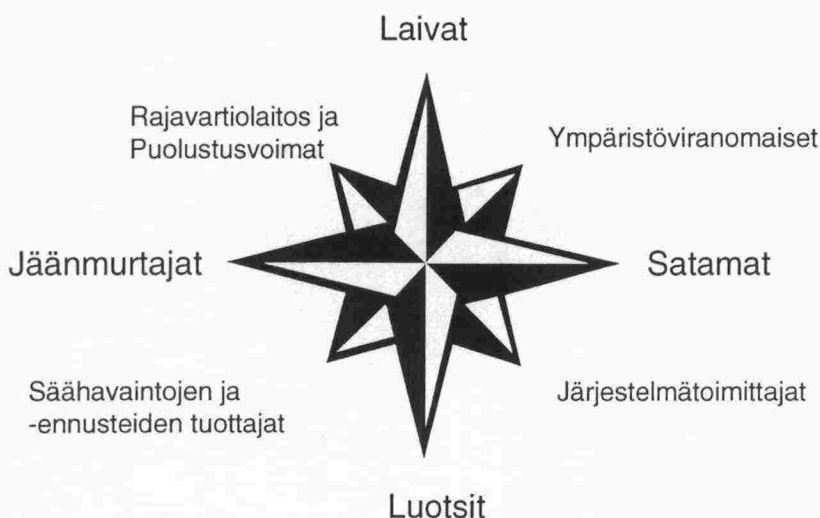 Laivat
Rajavartiolaitos ja
Puolustusvoimat
Ympäristöviranomaiset
Jäänmurtajat
Satamat
Säähavaintojen ja
-ennusteiden tuottajat
Järjestelmätoimittajat
Luotsit